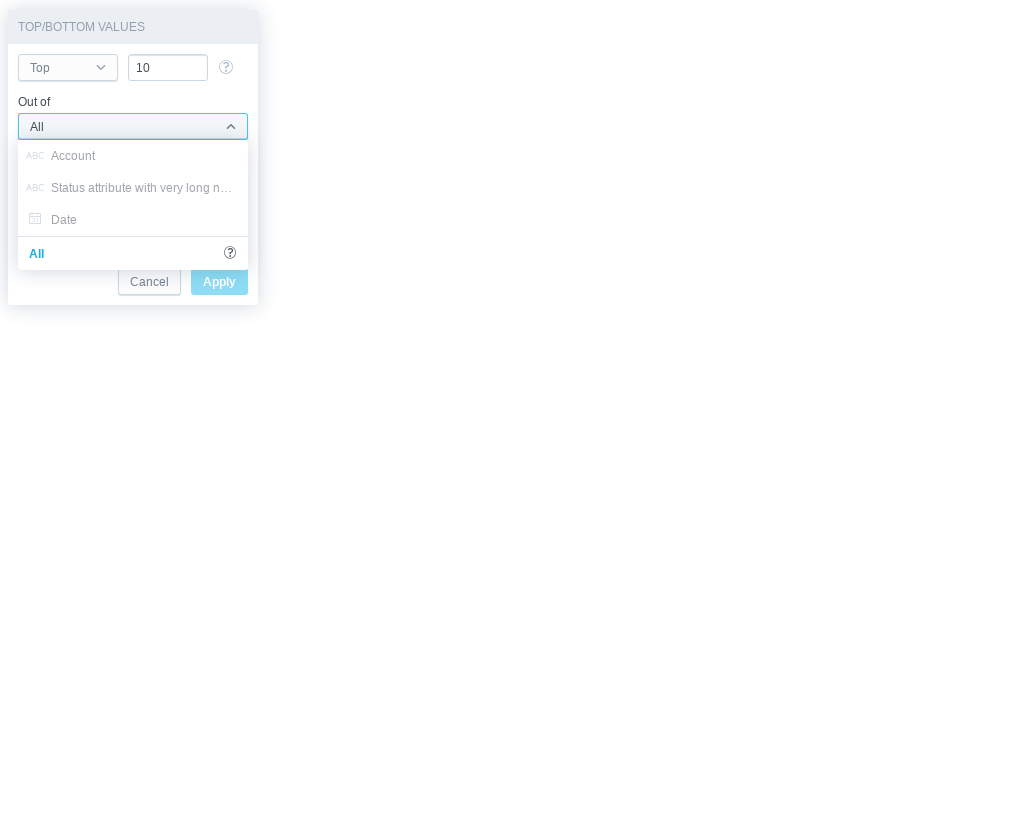 TOP/BOTTOM VALUES
Top 10
Out of
All
ABC Account
ABC Status attribute with very long n...
Date
All
Cancel Apply